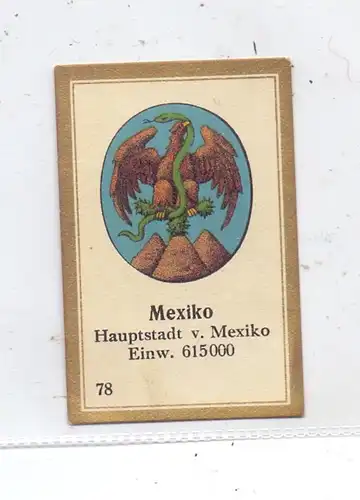 Mexiko
Hauptstadt v. Mexiko
Einw. 615000
78